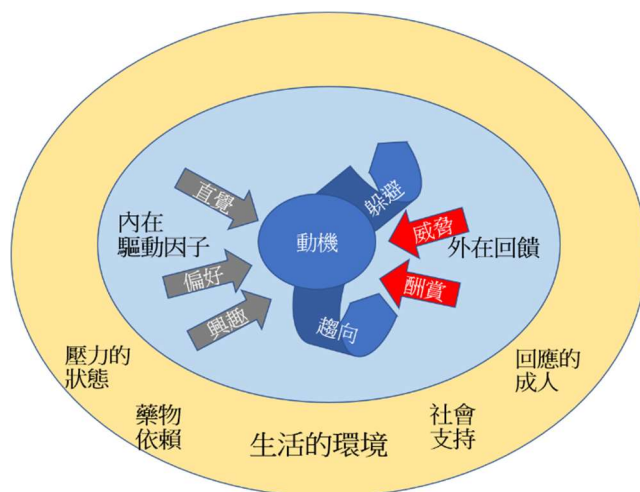 直覺
躲避
內在
驅動因子
動機
威脅
外在回饋
偏好
酬賞
興趣
趨向
壓力的
狀態
回應的
成人
藥物
依賴
社會
支持
生活的環境